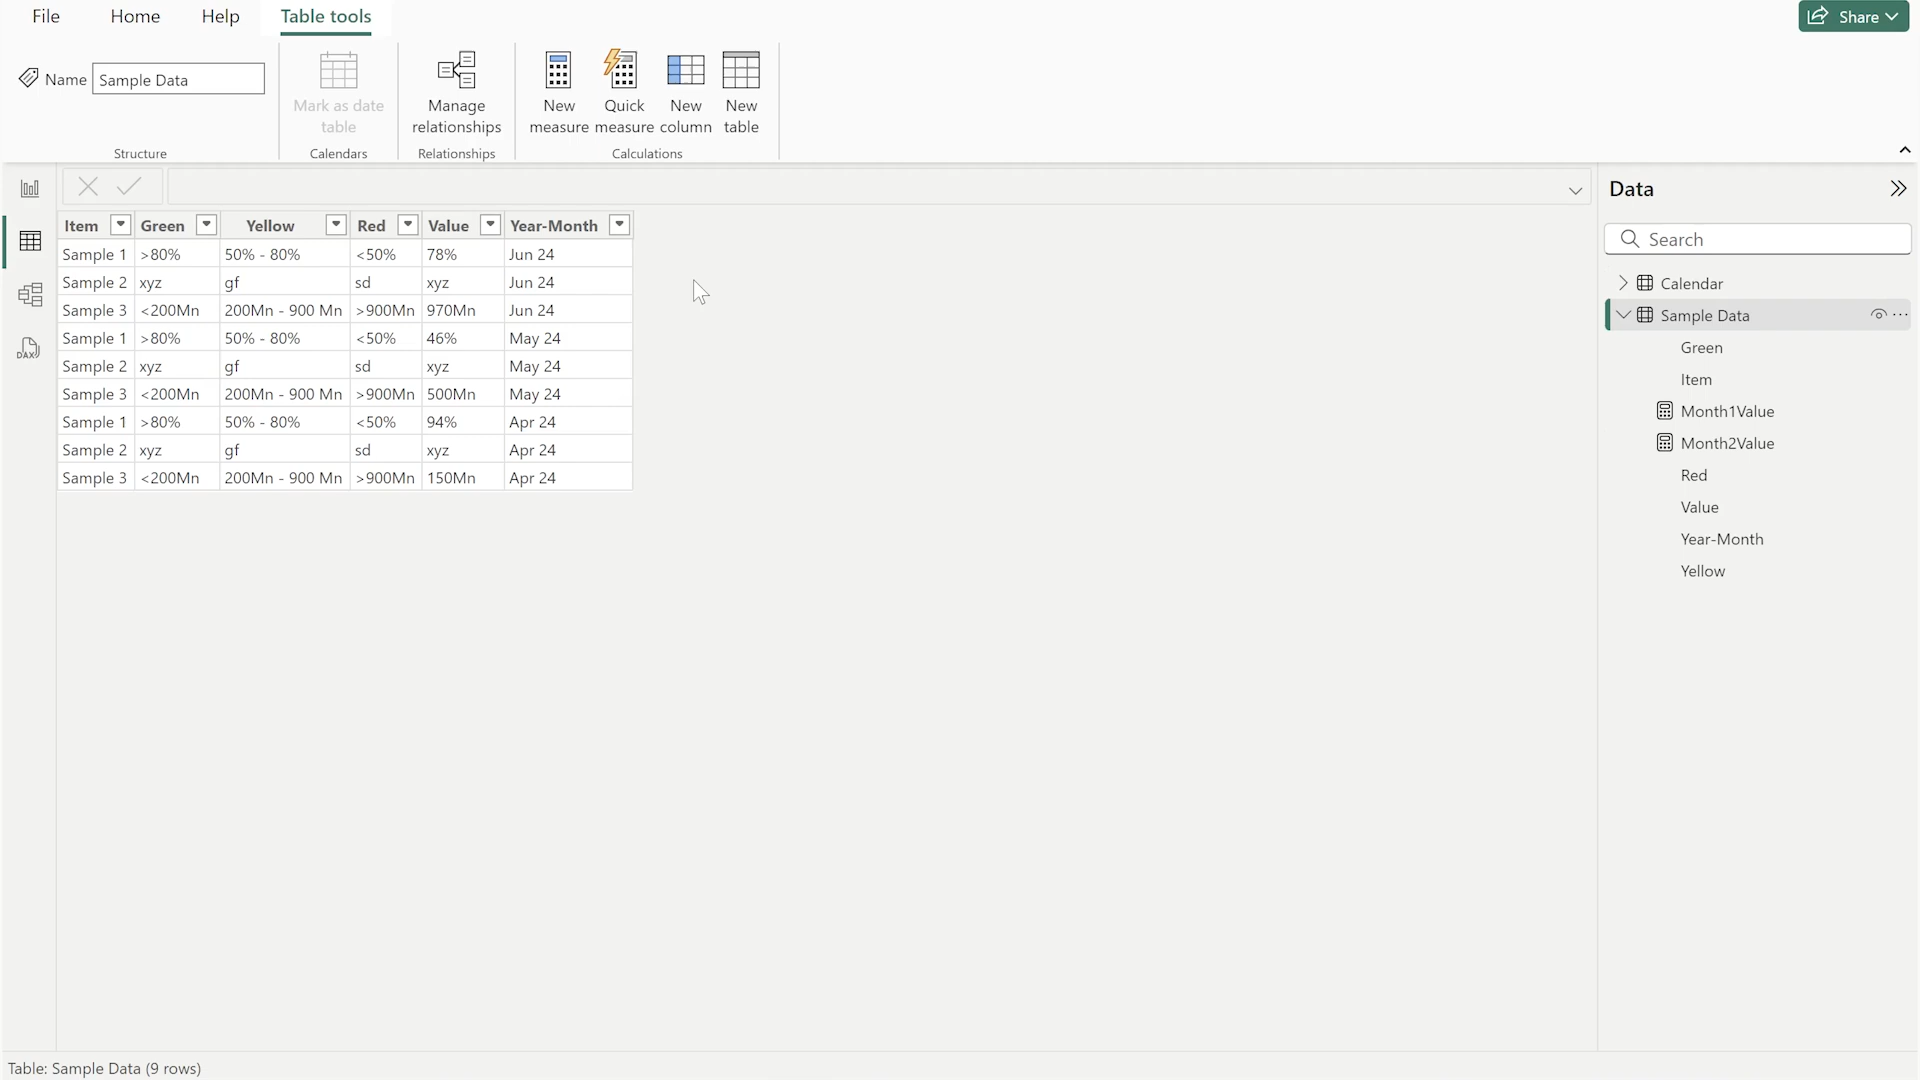 File Home Help Table tools Share
Name Sample Data
Mark as date table
Manage relationships
New measure
Quick measure
New column
New table
Structure Calendars Relationships Calculations
Data
Search
Item Green Yellow Red Value Year-Month
Sample 1 >80% 50% - 80% <50% 78% Jun 24
Sample 2 xyz gf sd xyz Jun 24
Sample 3 <200Mn 200Mn - 900 Mn >900Mn 970Mn Jun 24
Sample 1 >80% 50% - 80% <50% 46% May 24
Sample 2 xyz gf sd xyz May 24
Sample 3 <200Mn 200Mn - 900 Mn >900Mn 500Mn May 24
Sample 1 >80% 50% - 80% <50% 94% Apr 24
Sample 2 xyz gf sd xyz Apr 24
Sample 3 <200Mn 200Mn - 900 Mn >900Mn 150Mn Apr 24
DAX
Calendar
Sample Data
Green
Item
Month1Value
Month2Value
Red
Value
Year-Month
Yellow
Table: Sample Data (9 rows)